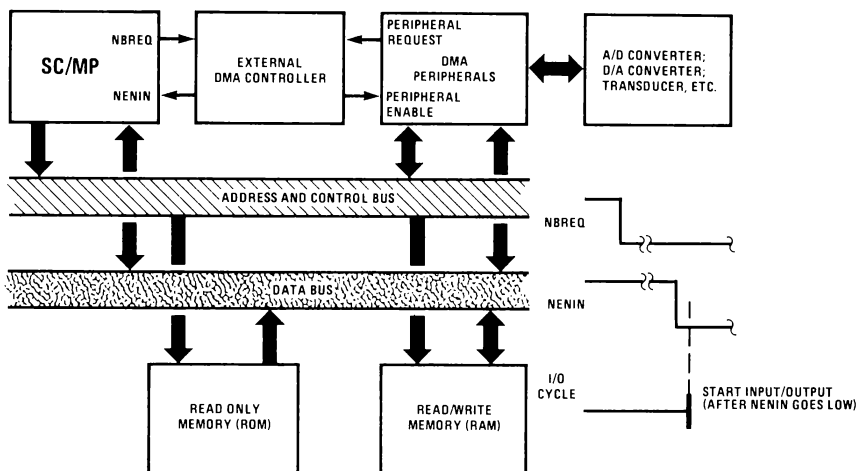 NBREQ
SC/MP
NENIN
EXTERNAL
DMA CONTROLLER
PERIPHERAL
REQUEST
DMA
PERIPHERALS
PERIPHERAL
ENABLE
A/D CONVERTER;
D/A CONVERTER;
TRANSDUCER, ETC.
ADDRESS AND CONTROL BUS
DATA BUS
READ ONLY
MEMORY (ROM)
READ/WRITE
MEMORY (RAM)
NBREQ
NENIN
I/O
CYCLE
START INPUT/OUTPUT
(AFTER NENIN GOES LOW)